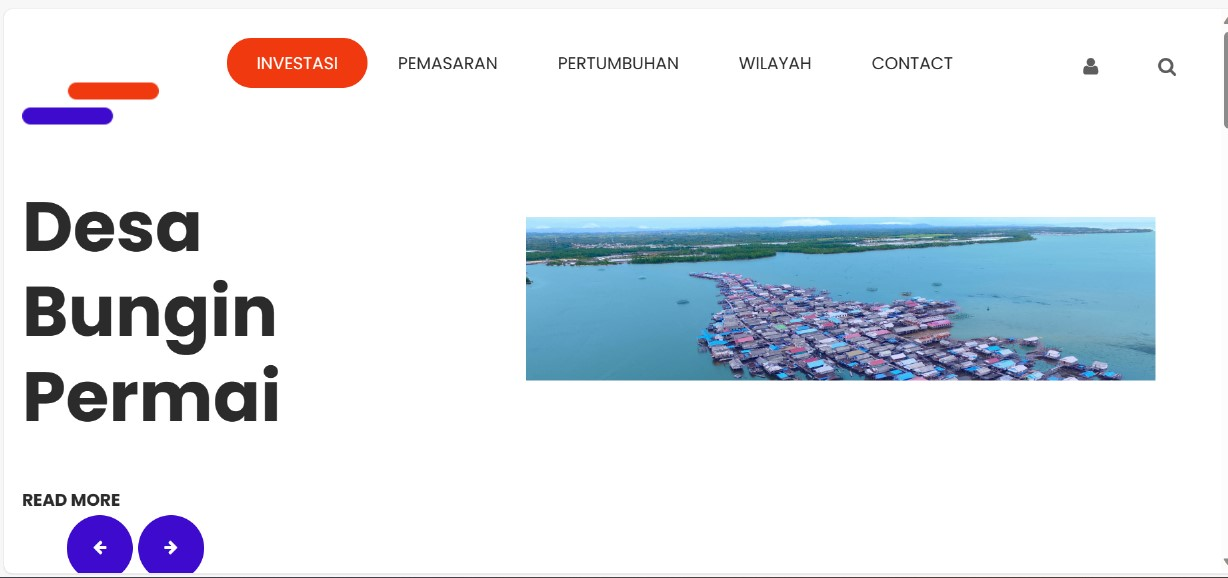 INVESTASI PEMASARAN PERTUMBUHAN WILAYAH CONTACT
Desa
Bungin
Permai
READ MORE